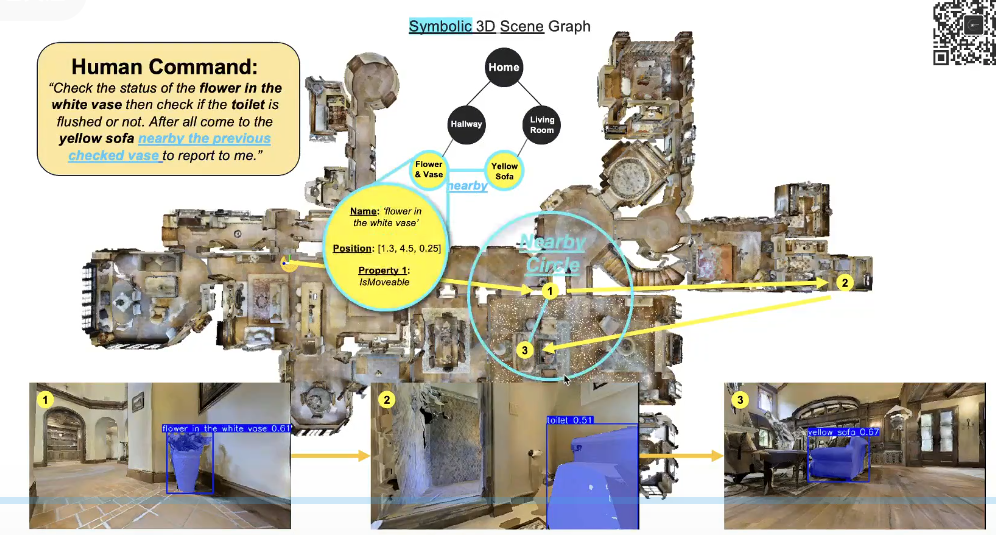 Symbolic 3D Scene Graph
Human Command:
“Check the status of the flower in the
white vase then check if the toilet is
flushed or not. After all come to the
yellow sofa nearby the previous
checked vase to report to me.”
Home
Hallway
Living
Room
Flower
& Vase
nearby
Yellow
Sofa
Name: ‘flower in
the white vase’
Position: [1.3, 4.5, 0.25]
Property 1:
IsMoveable
Nearby
Circle
1
2
3
1
flower in the white vase 0.61
2
toilet 0.51
3
yellow sofa 0.67